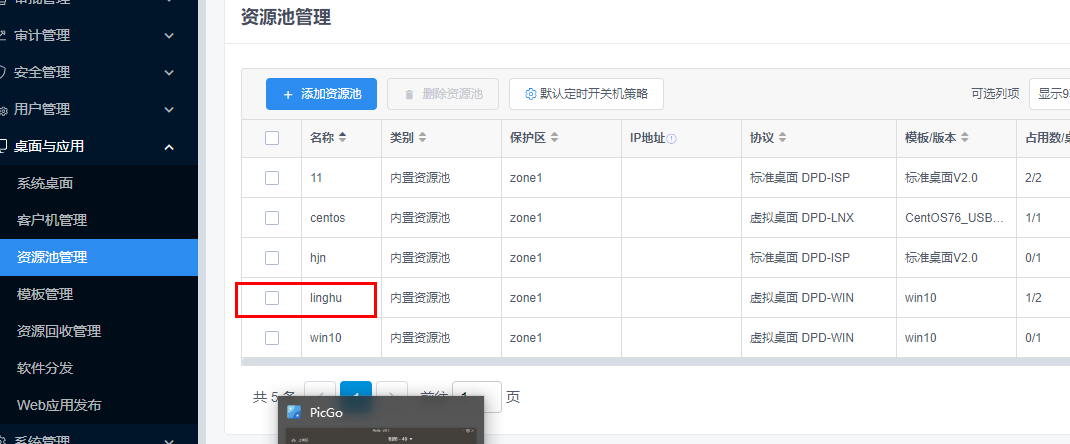 审批管理
审计管理
安全管理
用户管理
桌面与应用
系统桌面
客户机管理
资源池管理
模板管理
资源回收管理
软件分发
Web应用发布
系统管理
资源池管理
+ 添加资源池 删除资源池 默认定时开关机策略 可选列项
名称 类别 保护区 IP地址 协议 模板/版本
11 内置资源池 zone1 标准桌面 DPD-ISP 标准桌面V2.0 2/2
centos 内置资源池 zone1 虚拟桌面 DPD-LNX CentOS76_USB... 1/1
hjn 内置资源池 zone1 标准桌面 DPD-ISP 标准桌面V2.0 0/1
linghu 内置资源池 zone1 虚拟桌面 DPD-WIN win10 1/2
win10 内置资源池 zone1 虚拟桌面 DPD-WIN win10 0/1
共 5 条 1 前往 1 页
PicGo